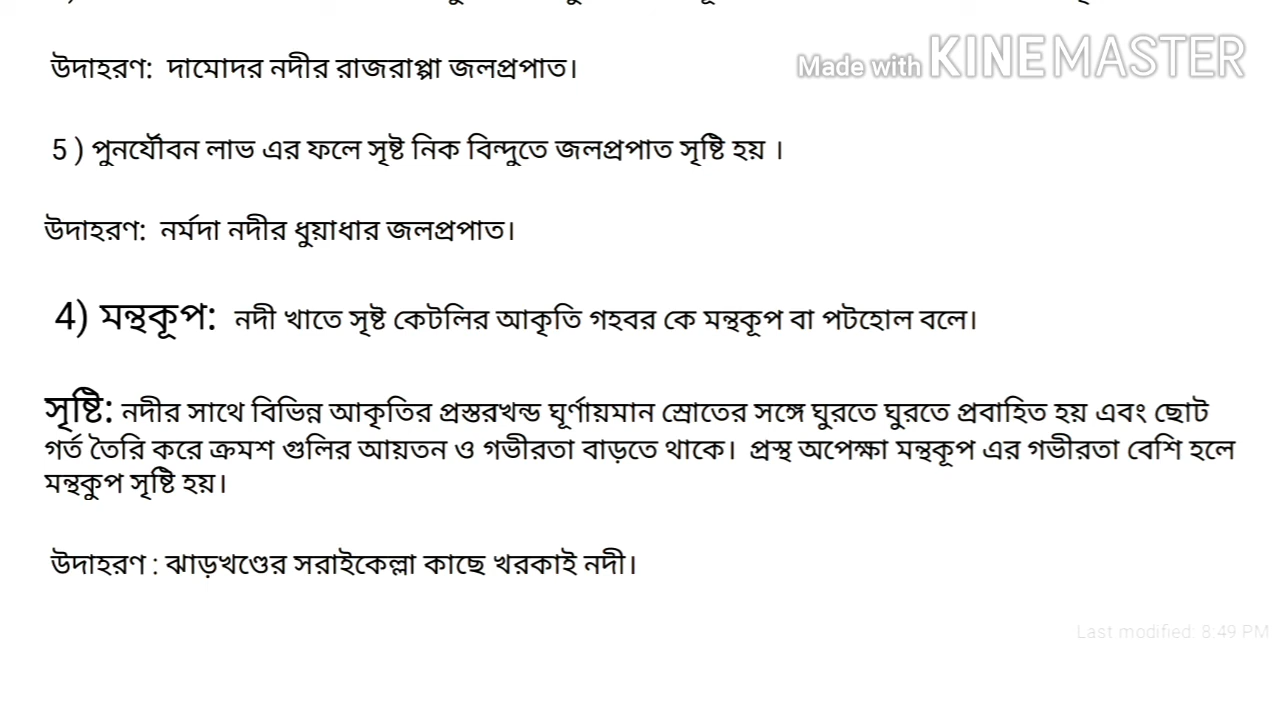 উদাহরণ: দামোদর নদীর রাজরাপ্পা জলপ্রপাত।
Made with KINEMASTER
5 ) পুনর্যৌবন লাভ এর ফলে সৃষ্ট নিক বিন্দুতে জলপ্রপাত সৃষ্টি হয় ।
উদাহরণ: নর্মদা নদীর ধুয়াধার জলপ্রপাত।
4) মন্থকূপ: নদী খাতে সৃষ্ট কেটলির আকৃতি গহবর কে মন্থকূপ বা পটহোল বলে।
সৃষ্টি: নদীর সাথে বিভিন্ন আকৃতির প্রস্তরখন্ড ঘূর্ণায়মান স্রোতের সঙ্গে ঘুরতে ঘুরতে প্রবাহিত হয় এবং ছোট
গর্ত তৈরি করে ক্রমশ গুলির আয়তন ও গভীরতা বাড়তে থাকে। প্রস্থ অপেক্ষা মন্থকূপ এর গভীরতা বেশি হলে
মন্থকুপ সৃষ্টি হয়।
উদাহরণ : ঝাড়খণ্ডের সরাইকেল্লা কাছে খরকাই নদী।
Last modified: 8:49 PM